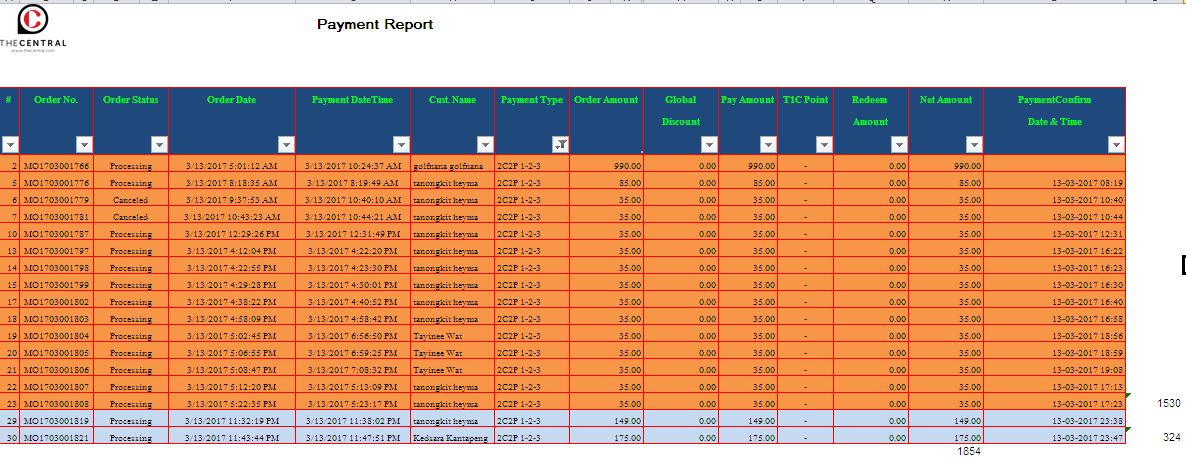 Payment Report
THE CENTRAL
# Order No. Order Status Order Date Payment DateTime Cust. Name Payment Type Order Amount Global Discount Pay Amount T1C Point Redeem Amount Net Amount PaymentConfirm Date & Time
2 MO1703001766 Processing 3/13/2017 5:01:12 AM 3/13/2017 10:24:37 AM golfnana golfnana 2C2P 1-2-3 990.00 0.00 990.00 - 0.00 990.00
5 MO1703001776 Processing 3/13/2017 8:18:35 AM 3/13/2017 8:19:49 AM tanongkit heyma 2C2P 1-2-3 85.00 0.00 85.00 - 0.00 85.00 13-03-2017 08:19
6 MO1703001779 Canceled 3/13/2017 9:37:53 AM 3/13/2017 10:40:10 AM tanongkit heyma 2C2P 1-2-3 35.00 0.00 35.00 - 0.00 35.00 13-03-2017 10:40
7 MO1703001781 Canceled 3/13/2017 10:43:23 AM 3/13/2017 10:44:21 AM tanongkit heyma 2C2P 1-2-3 35.00 0.00 35.00 - 0.00 35.00 13-03-2017 10:44
10 MO1703001787 Processing 3/13/2017 12:29:26 PM 3/13/2017 12:31:49 PM tanongkit heyma 2C2P 1-2-3 35.00 0.00 35.00 - 0.00 35.00 13-03-2017 12:31
13 MO1703001797 Processing 3/13/2017 4:12:04 PM 3/13/2017 4:22:20 PM tanongkit heyma 2C2P 1-2-3 35.00 0.00 35.00 - 0.00 35.00 13-03-2017 16:22
14 MO1703001798 Processing 3/13/2017 4:22:55 PM 3/13/2017 4:23:30 PM tanongkit heyma 2C2P 1-2-3 35.00 0.00 35.00 - 0.00 35.00 13-03-2017 16:23
15 MO1703001799 Processing 3/13/2017 4:29:28 PM 3/13/2017 4:30:01 PM tanongkit heyma 2C2P 1-2-3 35.00 0.00 35.00 - 0.00 35.00 13-03-2017 16:30
17 MO1703001802 Processing 3/13/2017 4:38:22 PM 3/13/2017 4:40:52 PM tanongkit heyma 2C2P 1-2-3 35.00 0.00 35.00 - 0.00 35.00 13-03-2017 16:40
18 MO1703001803 Processing 3/13/2017 4:58:09 PM 3/13/2017 4:58:42 PM tanongkit heyma 2C2P 1-2-3 35.00 0.00 35.00 - 0.00 35.00 13-03-2017 16:58
19 MO1703001804 Processing 3/13/2017 5:02:45 PM 3/13/2017 6:56:50 PM Tayinee Wat 2C2P 1-2-3 35.00 0.00 35.00 - 0.00 35.00 13-03-2017 18:56
20 MO1703001805 Processing 3/13/2017 5:06:55 PM 3/13/2017 6:59:25 PM Tayinee Wat 2C2P 1-2-3 35.00 0.00 35.00 - 0.00 35.00 13-03-2017 18:59
21 MO1703001806 Processing 3/13/2017 5:08:47 PM 3/13/2017 7:08:32 PM Tayinee Wat 2C2P 1-2-3 35.00 0.00 35.00 - 0.00 35.00 13-03-2017 19:08
22 MO1703001807 Processing 3/13/2017 5:12:20 PM 3/13/2017 5:13:09 PM tanongkit heyma 2C2P 1-2-3 35.00 0.00 35.00 - 0.00 35.00 13-03-2017 17:13
23 MO1703001808 Processing 3/13/2017 5:22:35 PM 3/13/2017 5:23:17 PM tanongkit heyma 2C2P 1-2-3 35.00 0.00 35.00 - 0.00 35.00 13-03-2017 17:23 1530
29 MO1703001819 Processing 3/13/2017 11:32:19 PM 3/13/2017 11:38:02 PM tanongkit heyma 2C2P 1-2-3 149.00 0.00 149.00 - 0.00 149.00 13-03-2017 23:38
30 MO1703001821 Processing 3/13/2017 11:43:44 PM 3/13/2017 11:47:51 PM Kedsara Kantapeng 2C2P 1-2-3 175.00 0.00 175.00 - 0.00 175.00 13-03-2017 23:47 324
1854